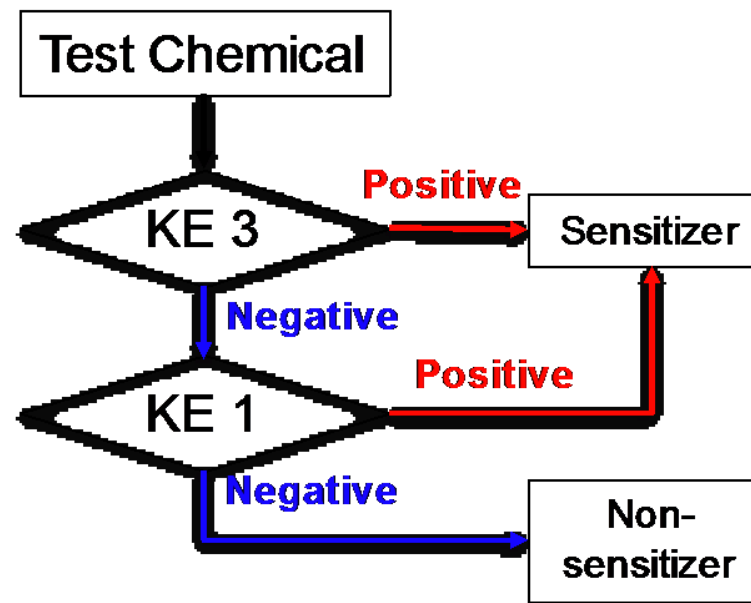 Test Chemical
Positive
KE 3
Sensitizer
Negative
Positive
KE 1
Negative
Non-
sensitizer